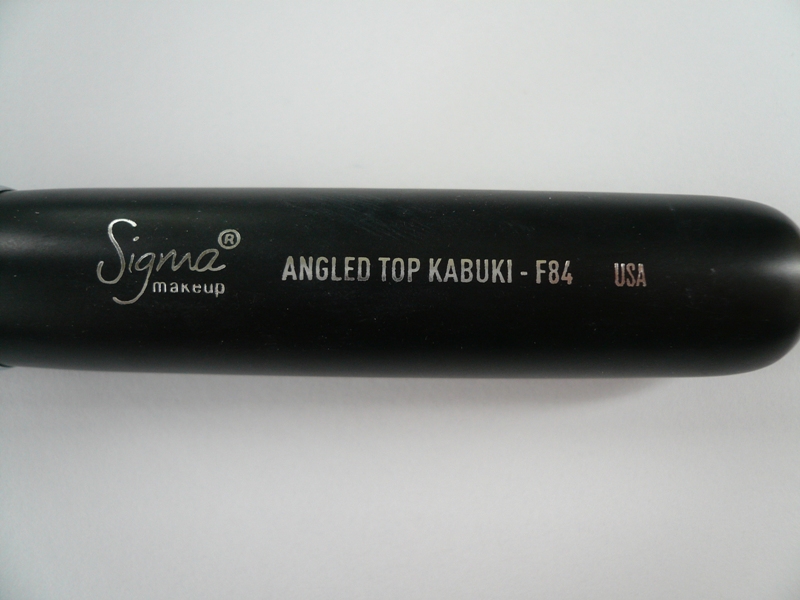 Sigma®
makeup
ANGLED TOP KABUKI - F84 USA